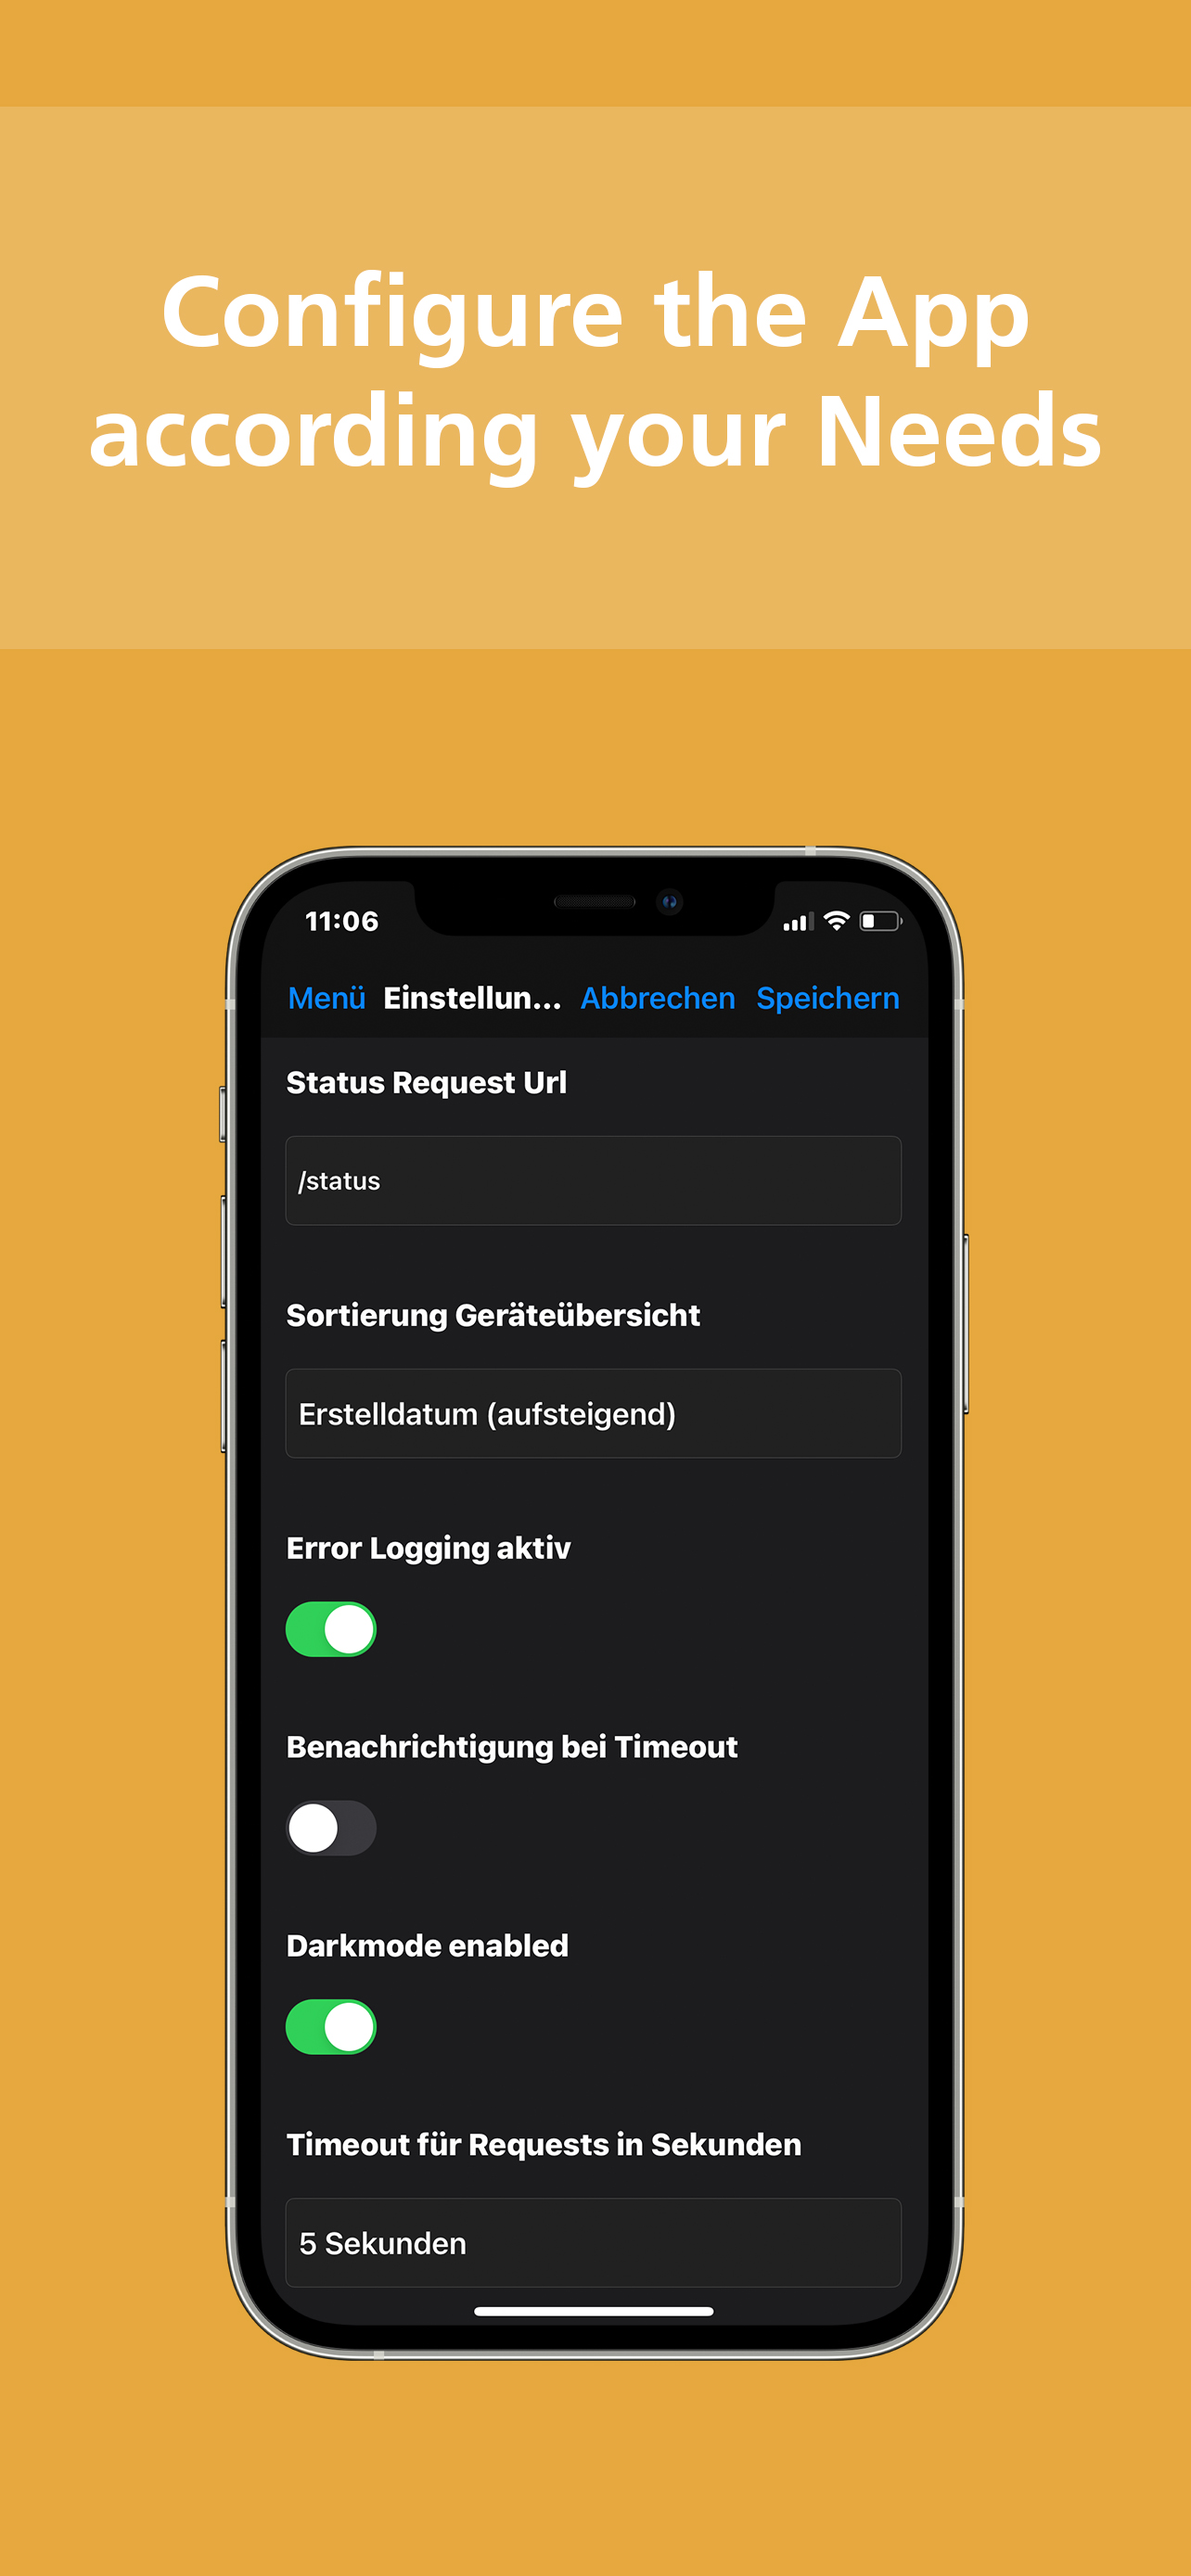 Configure the App
according your Needs
11:06
Menü Einstellun... Abbrechen Speichern
Status Request Url
/status
Sortierung Geräteübersicht
Erstelldatum (aufsteigend)
Error Logging aktiv
Benachrichtigung bei Timeout
Darkmode enabled
Timeout für Requests in Sekunden
5 Sekunden